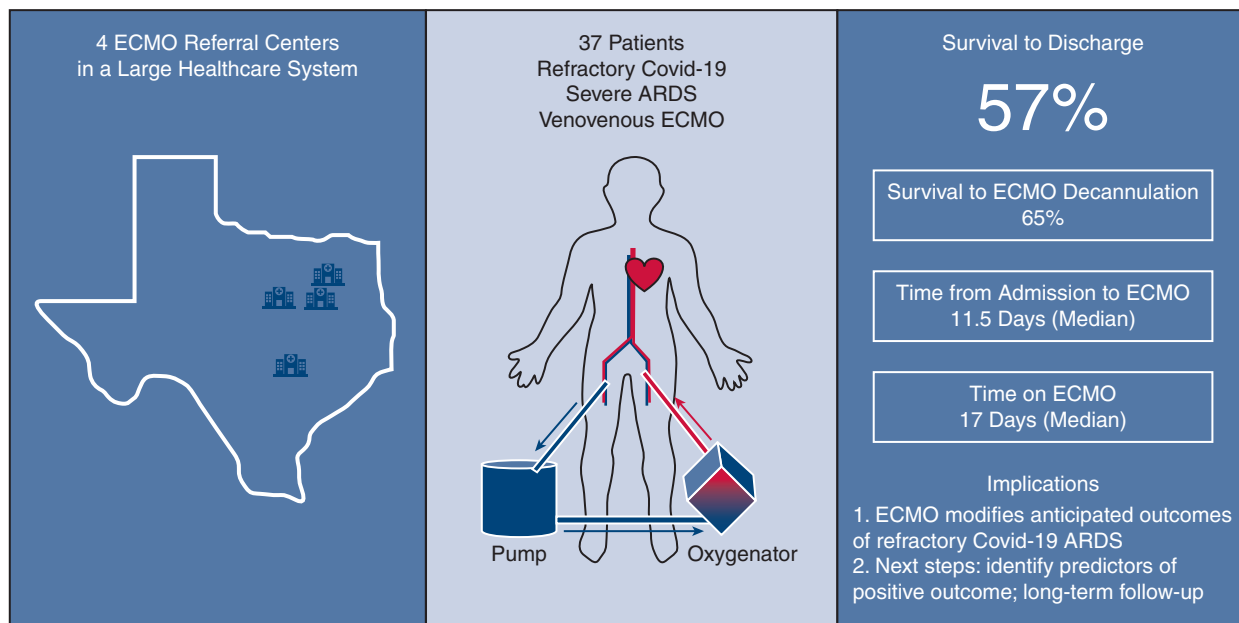 4 ECMO Referral Centers
in a Large Healthcare System
37 Patients
Refractory Covid-19
Severe ARDS
Venovenous ECMO
Pump
Oxygenator
Survival to Discharge
57%
Survival to ECMO Decannulation
65%
Time from Admission to ECMO
11.5 Days (Median)
Time on ECMO
17 Days (Median)
Implications
1. ECMO modifies anticipated outcomes
of refractory Covid-19 ARDS
2. Next steps: identify predictors of
positive outcome; long-term follow-up